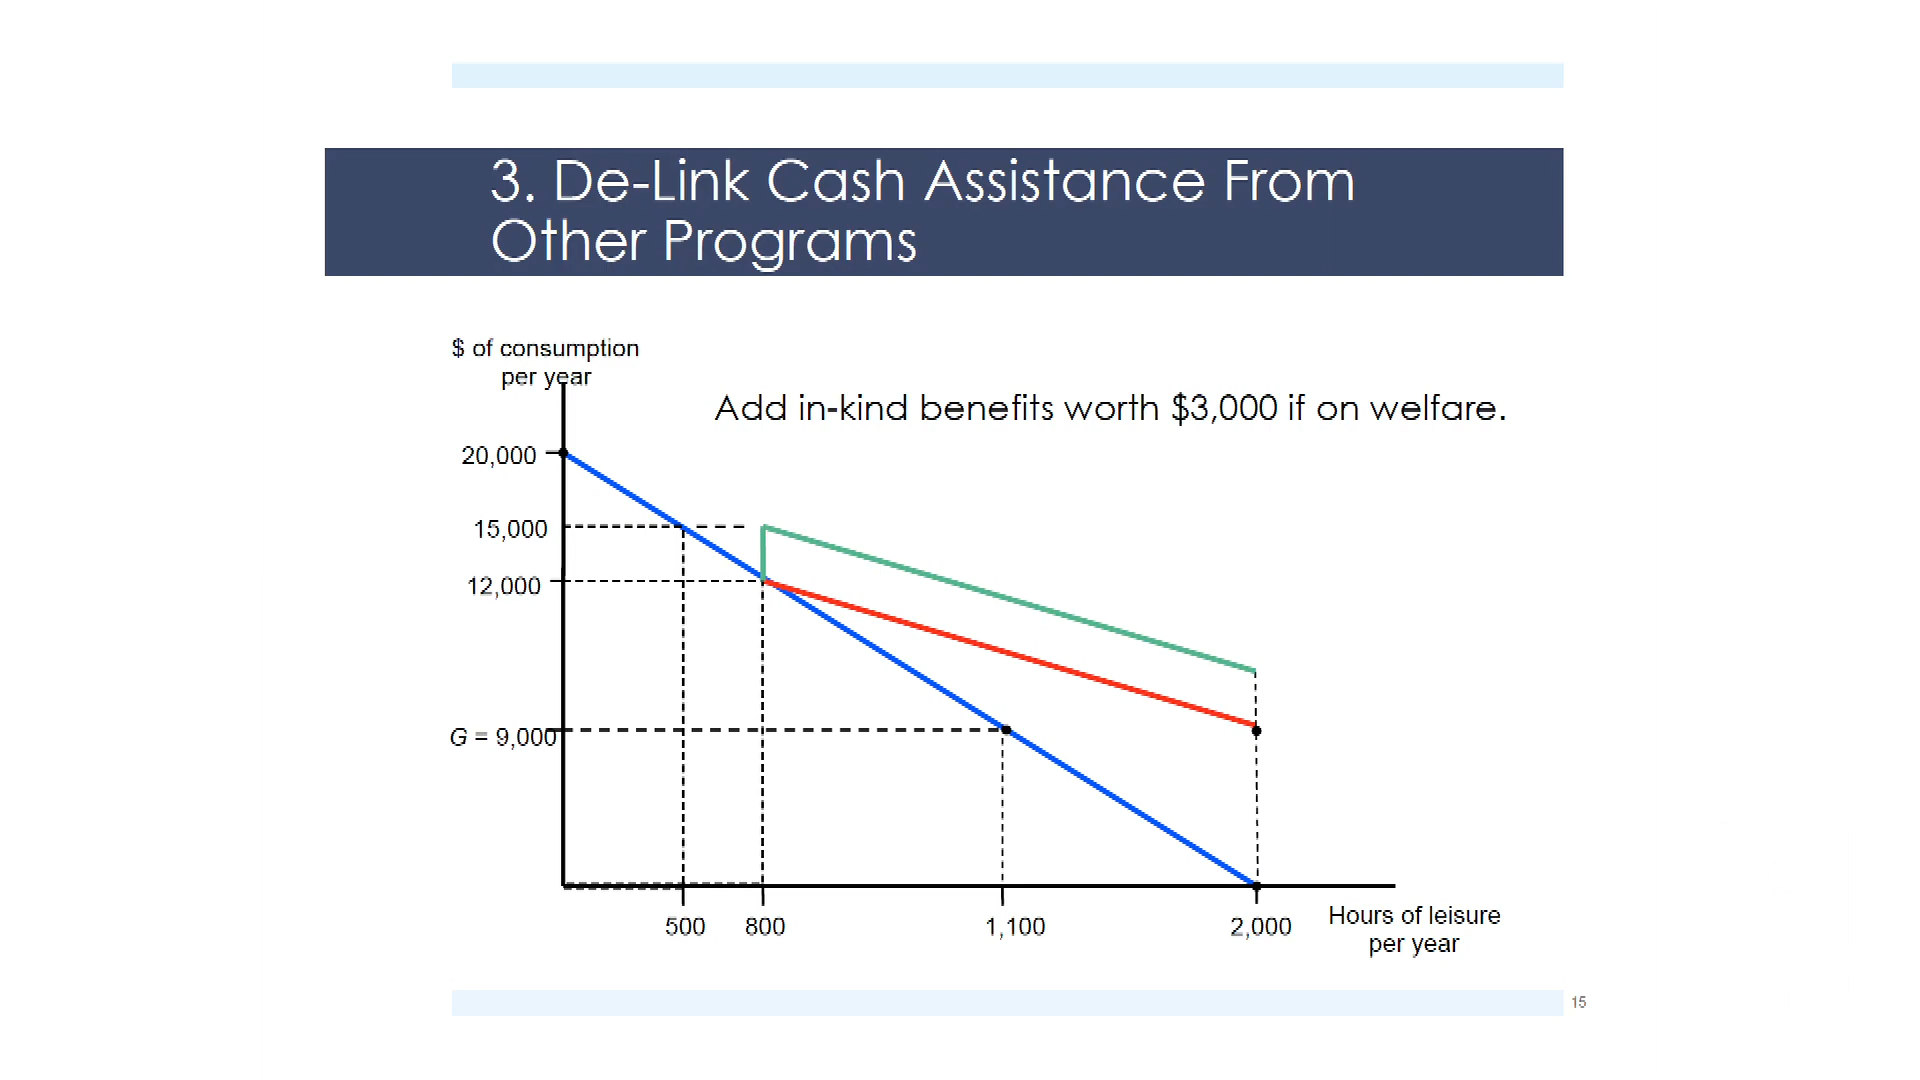 3. De-Link Cash Assistance From
Other Programs
$ of consumption
per year
Add in-kind benefits worth $3,000 if on welfare.
20,000
15,000
12,000
G = 9,000
500 800 1,100 2,000
Hours of leisure
per year
15